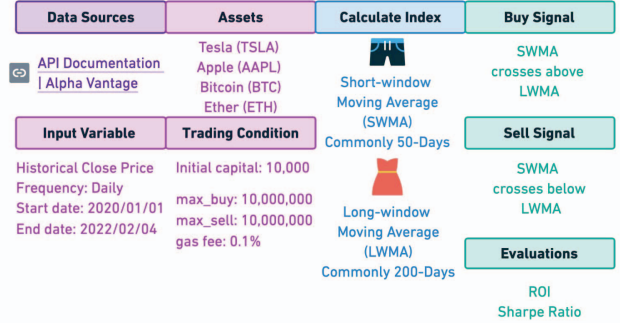 Data Sources
API Documentation
| Alpha Vantage
Assets
Tesla (TSLA)
Apple (AAPL)
Bitcoin (BTC)
Ether (ETH)
Input Variable
Historical Close Price
Frequency: Daily
Start date: 2020/01/01
End date: 2022/02/04
Trading Condition
Initial capital: 10,000
max_buy: 10,000,000
max_sell: 10,000,000
gas fee: 0.1%
Calculate Index
Short-window
Moving Average
(SWMA)
Commonly 50-Days
Long-window
Moving Average
(LWMA)
Commonly 200-Days
Buy Signal
SWMA
crosses above
LWMA
Sell Signal
SWMA
crosses below
LWMA
Evaluations
ROI
Sharpe Ratio